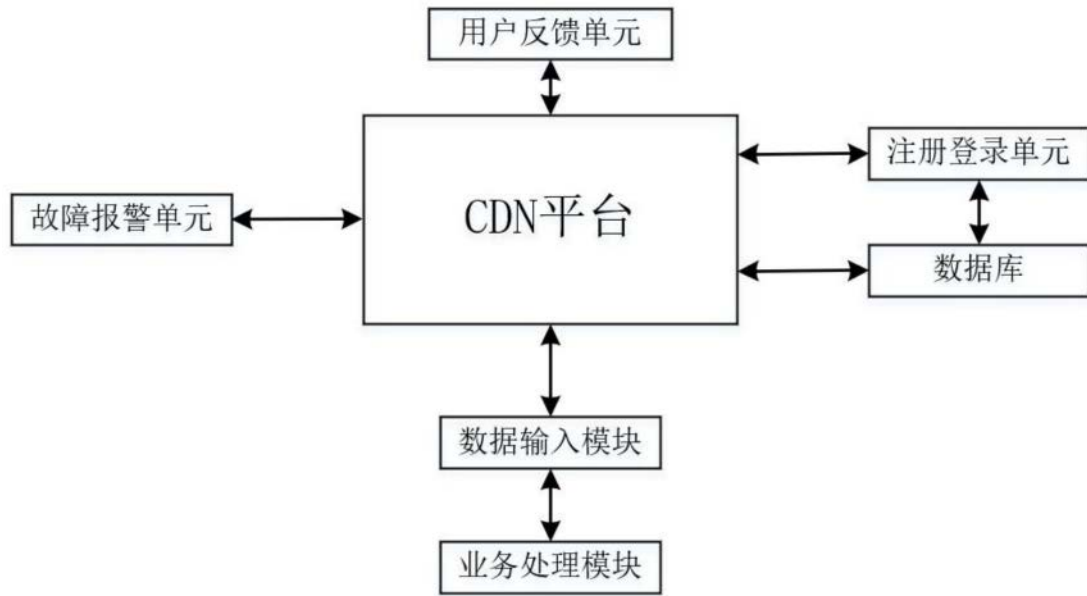 用户反馈单元
注册登录单元
故障报警单元
CDN平台
数据库
数据输入模块
业务处理模块